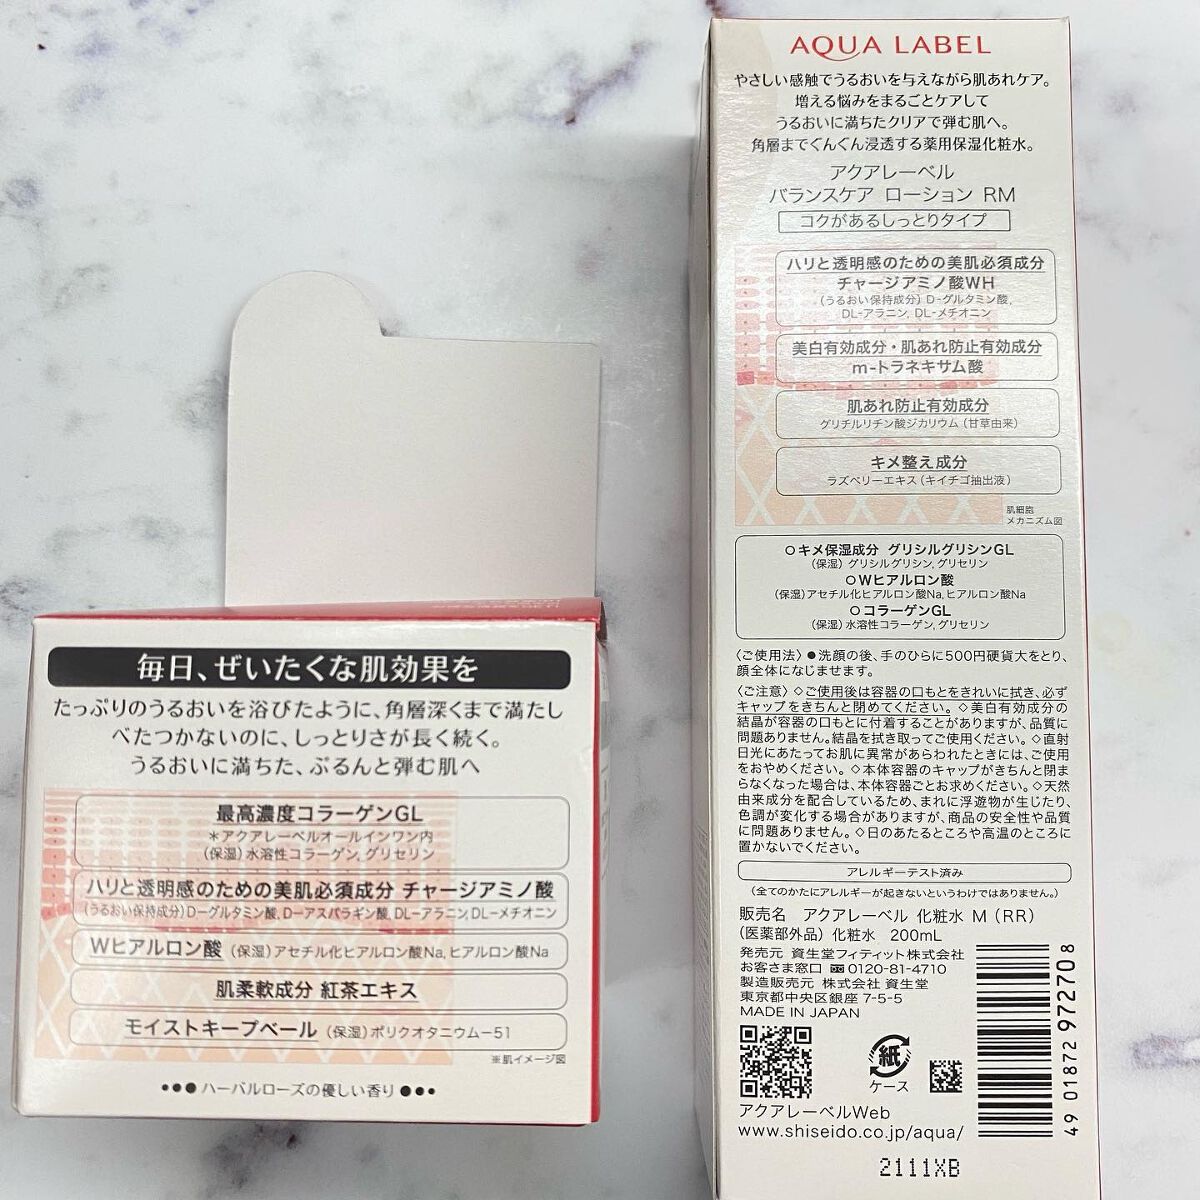 毎日、ぜいたくな肌効果を
たっぷりのうるおいを浴びたように、角層深くまで満たし
べたつかないのに、しっとりさが長く続く。
うるおいに満ちた、ぷるんと弾む肌へ
最高濃度コラーゲンGL
＊アクアレーベルオールインワン内
（保湿）水溶性コラーゲン, グリセリン
ハリと透明感のための美肌必須成分 チャージアミノ酸
（うるおい保持成分）D−グルタミン酸, D−アスパラギン酸, DL−アラニン, DL−メチオニン
Wヒアルロン酸（保湿）アセチル化ヒアルロン酸Na, ヒアルロン酸Na
肌柔軟成分 紅茶エキス
モイストキープベール（保湿）ポリクオタニウム−51
※肌イメージ図
●●● ハーバルローズの優しい香り ●●●
AQUA LABEL
やさしい感触でうるおいを与えながら肌あれケア。
増える悩みをまるごとケアして
うるおいに満ちたクリアで弾む肌へ。
角層までぐんぐん浸透する薬用保湿化粧水。
アクアレーベル
バランスケア ローション RM
コクがあるしっとりタイプ
ハリと透明感のための美肌必須成分
チャージアミノ酸WH
（うるおい保持成分）D−グルタミン酸,
DL−アラニン, DL−メチオニン
美白有効成分・肌あれ防止有効成分
m−トラネキサム酸
肌あれ防止有効成分
グリチルリチン酸ジカリウム（甘草由来）
キメ整え成分
ラズベリーエキス（キイチゴ抽出液）
肌細胞
メカニズム図
○キメ保湿成分 グリシルグリシンGL
（保湿）グリシルグリシン, グリセリン
○Wヒアルロン酸
（保湿）アセチル化ヒアルロン酸Na, ヒアルロン酸Na
○コラーゲンGL
（保湿）水溶性コラーゲン, グリセリン
〈ご使用法〉●洗顔の後、手のひらに500円硬貨大をとり、
顔全体になじませます。
〈ご注意〉◇ご使用後は容器の口もとをきれいに拭き、必ず
キャップをきちんと閉めてください。◇美白有効成分の
結晶が容器の口もとに付着することがありますが、品質に
問題ありません。結晶を拭き取ってご使用ください。◇直射
日光にあたってお肌に異常があらわれたときには、ご使用
をおやめください。◇本体容器のキャップがきちんと閉ま
らなくなった場合は、本体容器ごとお求めください。◇天然
由来成分を配合しているため、まれに浮遊物が生じたり、
色調が変化する場合がありますが、商品の安全性や品質
に問題ありません。◇日のあたるところや高温のところに
置かないでください。
アレルギーテスト済み
（全てのかたにアレルギーが起きないというわけではありません。）
販売名 アクアレーベル 化粧水 M（RR）
（医薬部外品）化粧水 200mL
発売元 資生堂フィティット株式会社
お客さま窓口 0120-81-4710
製造販売元 株式会社 資生堂
東京都中央区銀座 7-5-5
MADE IN JAPAN
紙
ケース
アクアレーベルWeb
www.shiseido.co.jp/aqua/
4901872 972708
2111XB